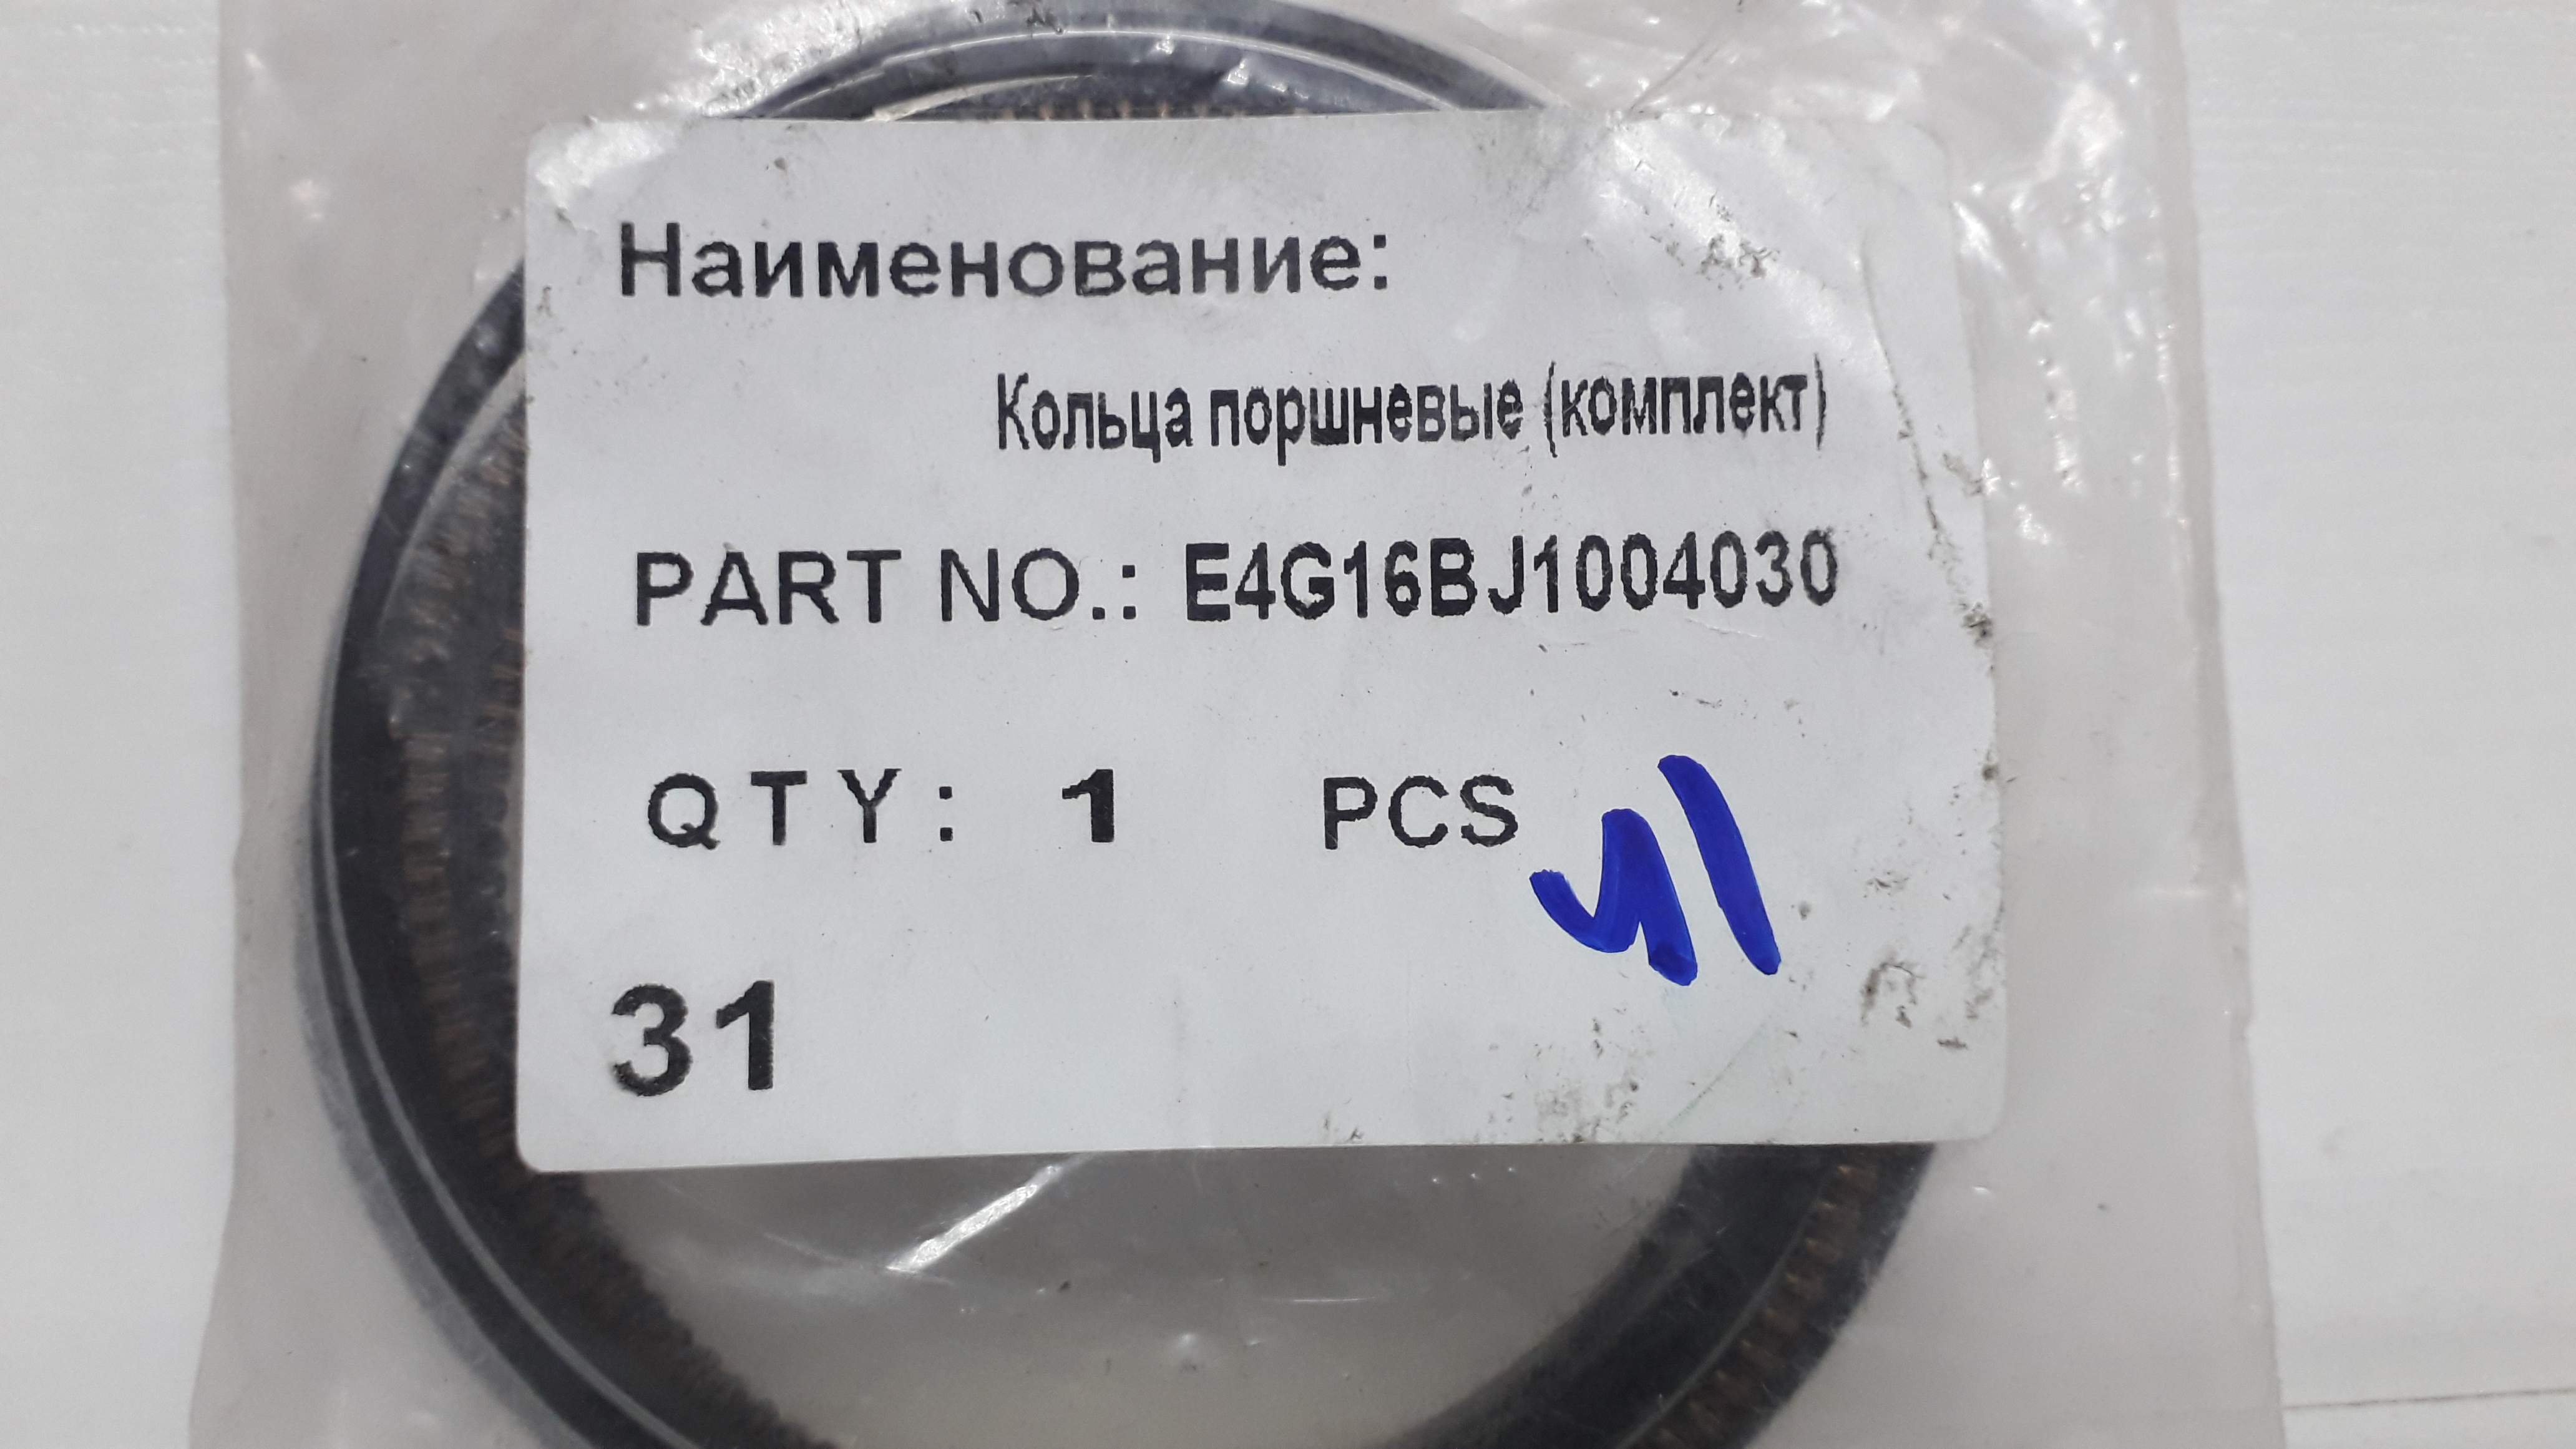 Наименование:
Кольца поршневые (комплект)
PART NO.: E4G16BJ1004030
QTY: 1 PCS
31